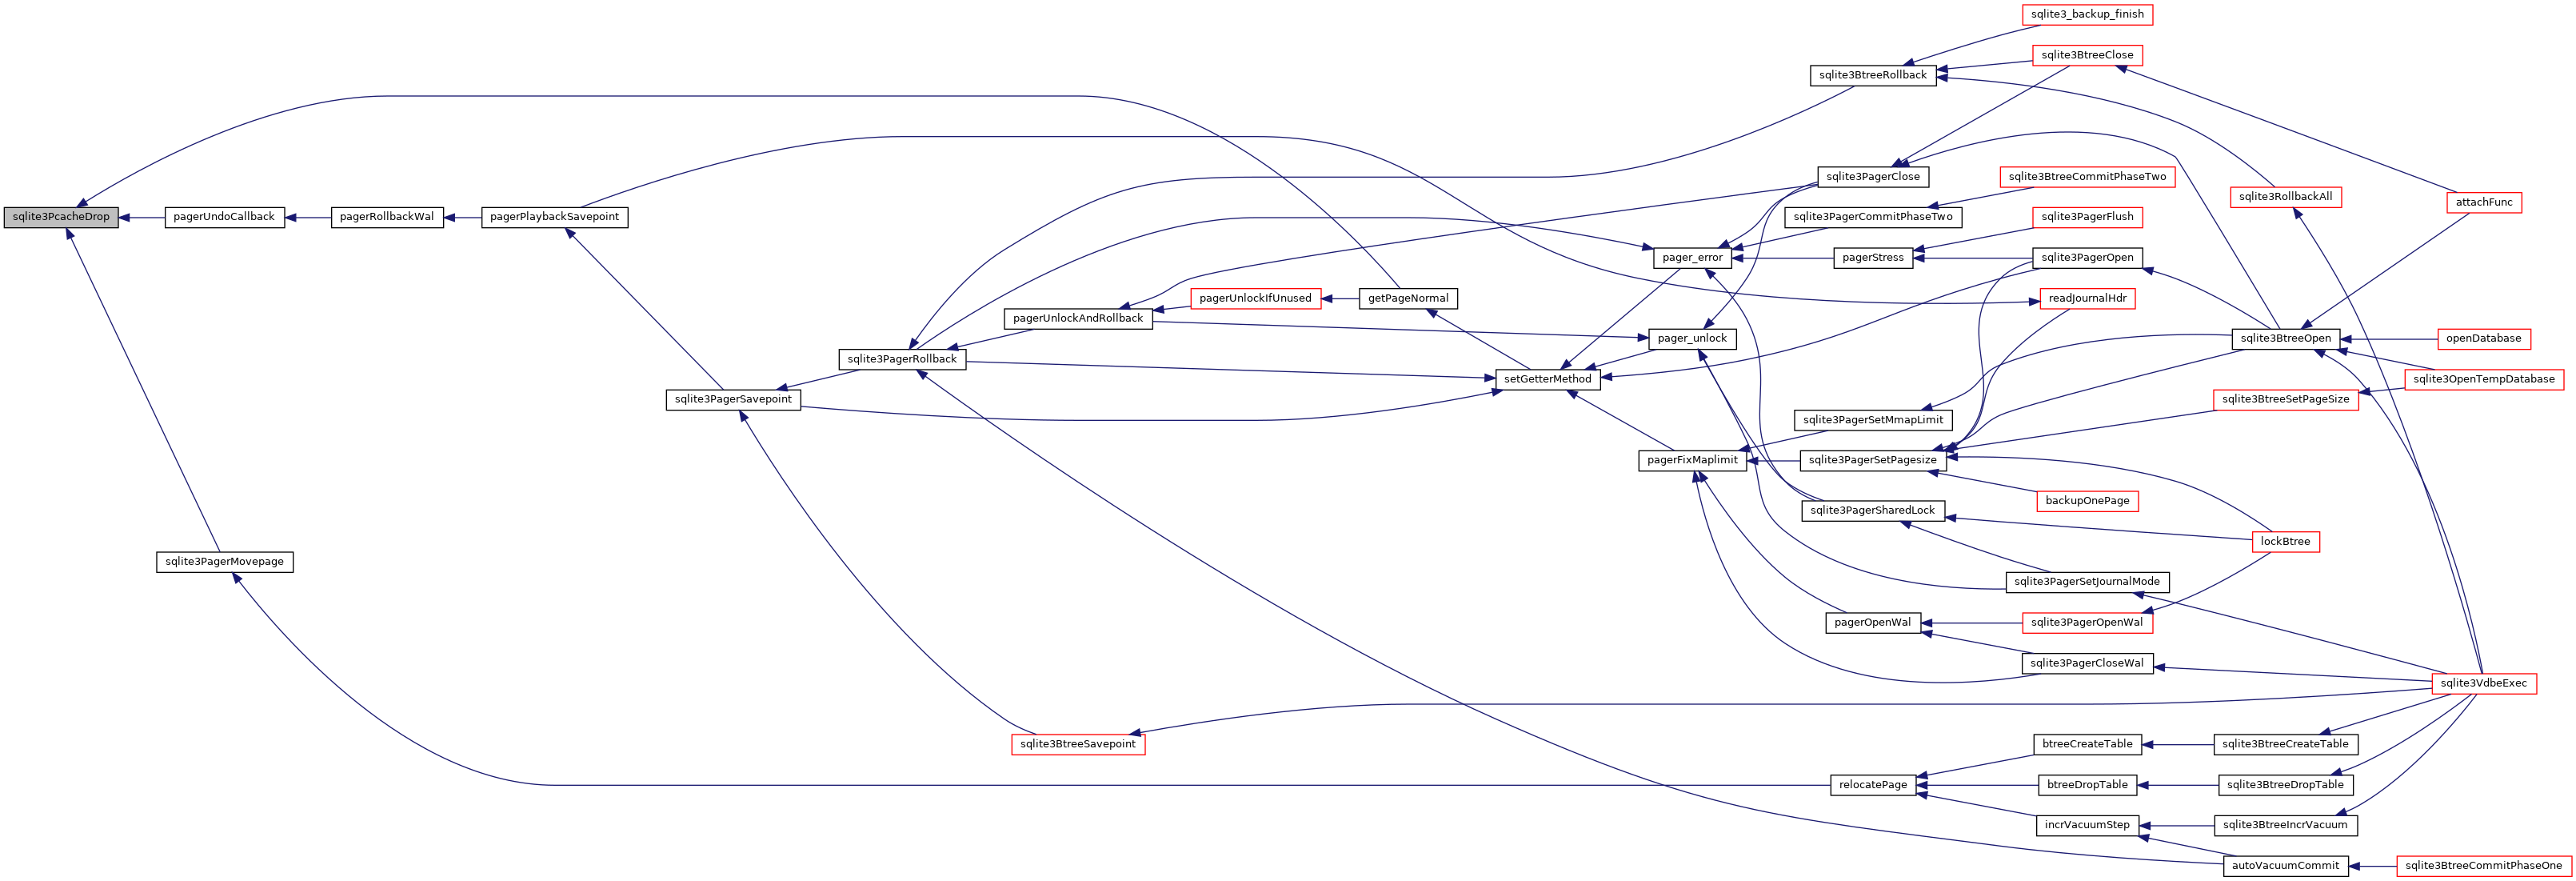 sqlite3PcacheDrop
pagerUndoCallback
pagerRollbackWal
pagerPlaybackSavepoint
sqlite3PagerMovepage
sqlite3PagerSavepoint
sqlite3PagerRollback
pagerUnlockAndRollback
sqlite3BtreeSavepoint
pagerUnlockIfUnused
getPageNormal
setGetterMethod
pager_error
pager_unlock
pagerFixMaplimit
sqlite3BtreeRollback
sqlite3PagerClose
sqlite3PagerCommitPhaseTwo
pagerStress
sqlite3PagerSetMmapLimit
sqlite3PagerSetPagesize
sqlite3PagerSharedLock
pagerOpenWal
relocatePage
sqlite3_backup_finish
sqlite3BtreeClose
sqlite3BtreeCommitPhaseTwo
sqlite3PagerFlush
sqlite3PagerOpen
readJournalHdr
backupOnePage
sqlite3PagerSetJournalMode
sqlite3PagerOpenWal
sqlite3PagerCloseWal
btreeCreateTable
btreeDropTable
incrVacuumStep
sqlite3RollbackAll
sqlite3BtreeOpen
sqlite3BtreeSetPageSize
lockBtree
sqlite3BtreeCreateTable
sqlite3BtreeDropTable
sqlite3BtreeIncrVacuum
autoVacuumCommit
attachFunc
openDatabase
sqlite3OpenTempDatabase
sqlite3VdbeExec
sqlite3BtreeCommitPhaseOne